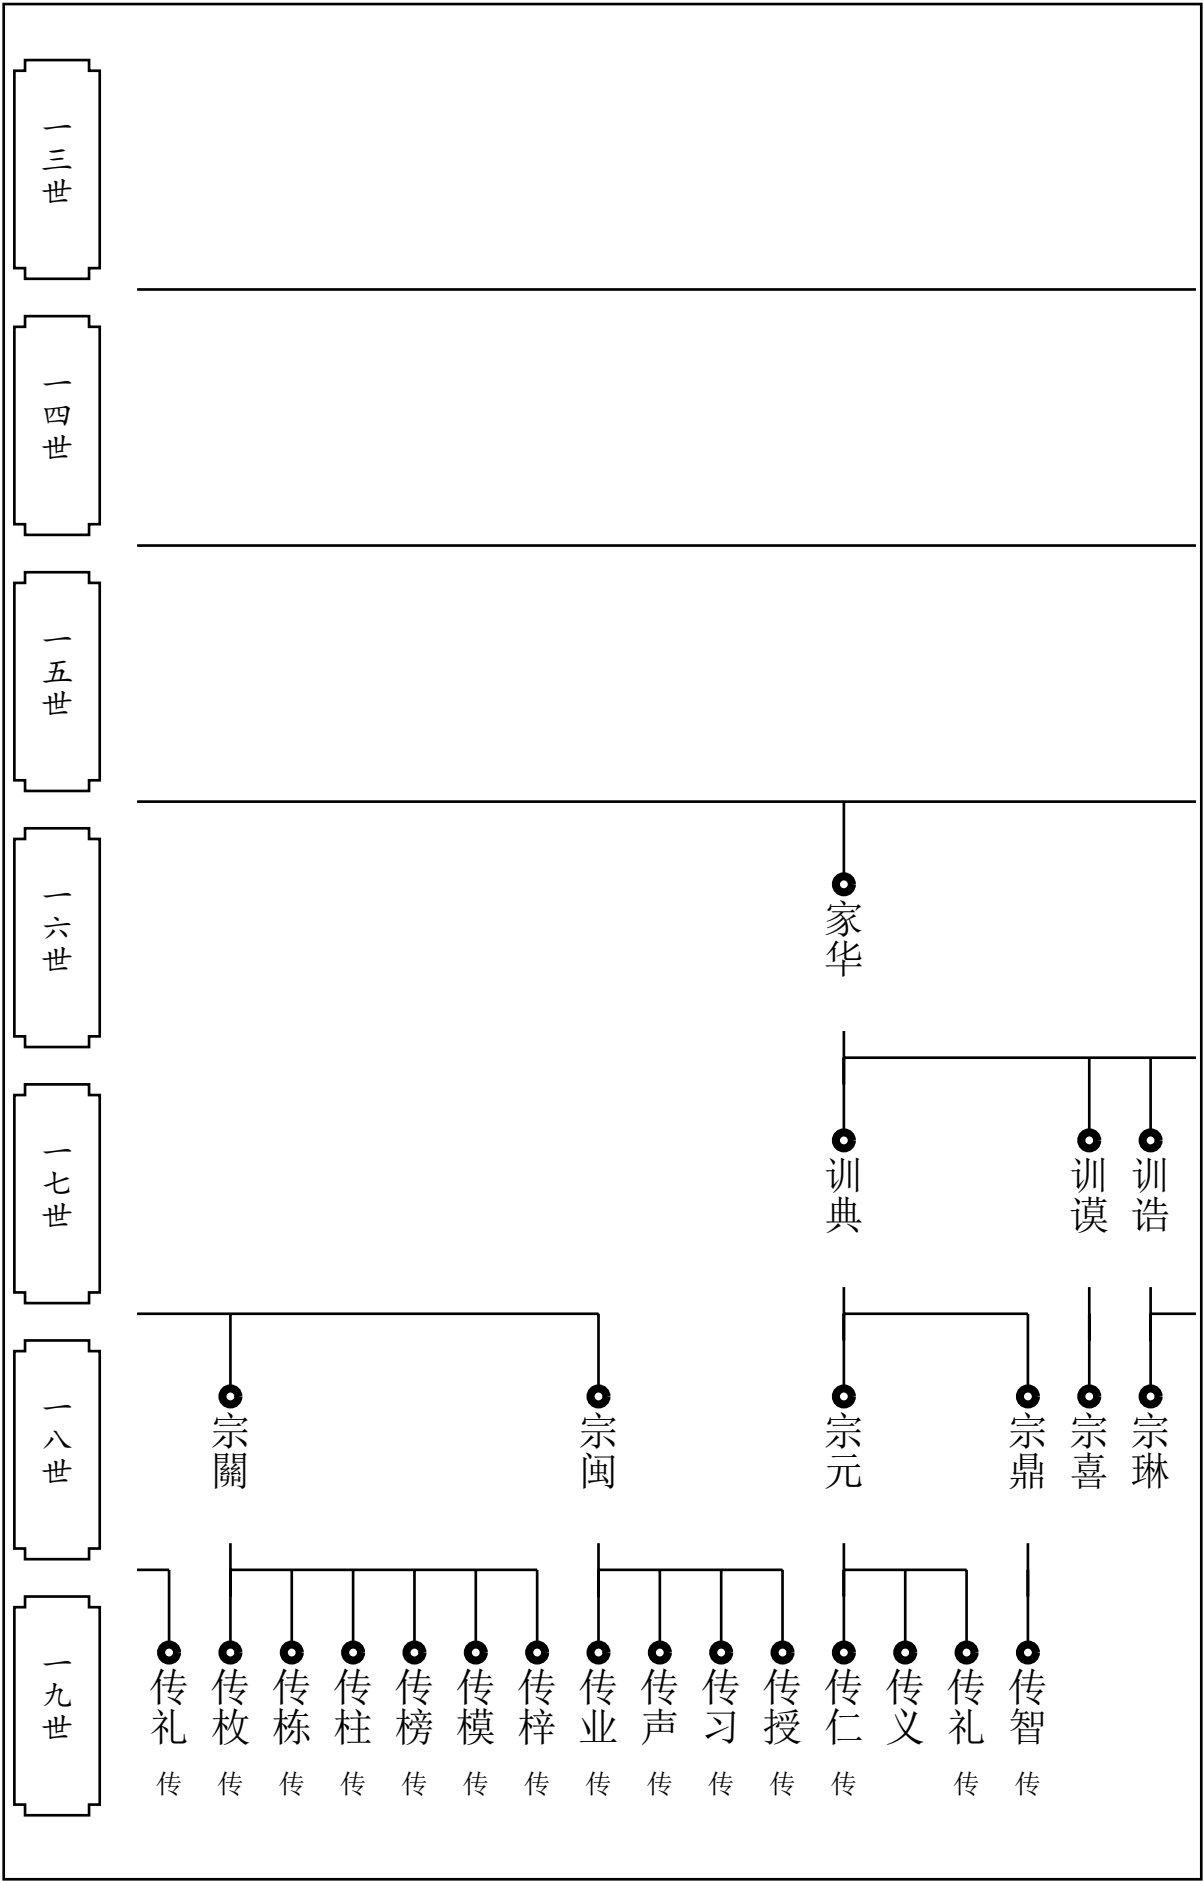 一三世
一四世
一五世
一六世
家华
一七世
训诰
训谟
训典
一八世
宗琳
宗喜
宗鼎
宗元
宗闽
宗關
一九世
传智
传礼
传义
传仁
传授
传习
传声
传业
传梓
传模
传榜
传柱
传栋
传枚
传礼
传
传
传
传
传
传
传
传
传
传
传
传
传
传